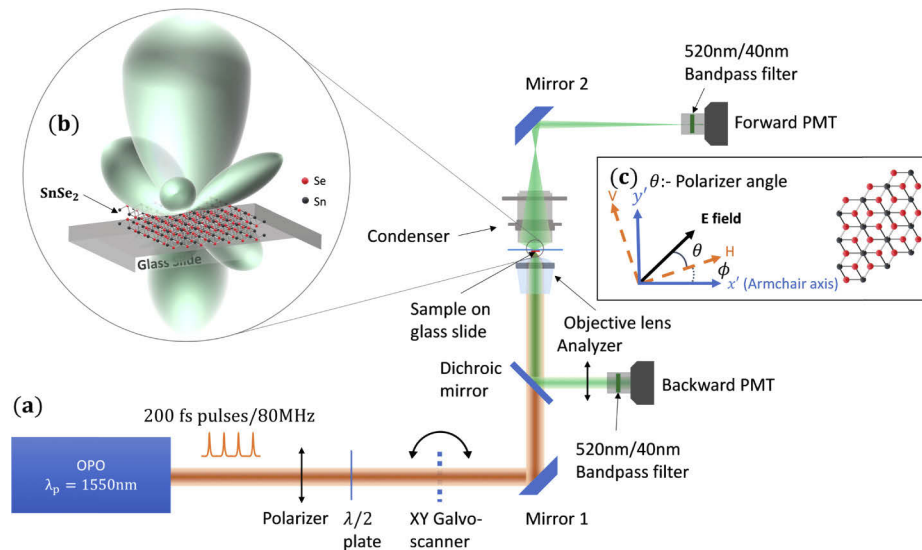 (b)
SnSe₂
Se
Sn
Glass Slide
Mirror 2
520nm/40nm
Bandpass filter
Forward PMT
Condenser
Sample on
glass slide
Objective lens
Analyzer
(c) θ:- Polarizer angle
V
y′
E field
θ
H
ϕ
x′ (Armchair axis)
Dichroic
mirror
Backward PMT
520nm/40nm
Bandpass filter
(a)
200 fs pulses/80MHz
OPO
λp = 1550nm
Polarizer
λ/2
plate
XY Galvo-
scanner
Mirror 1